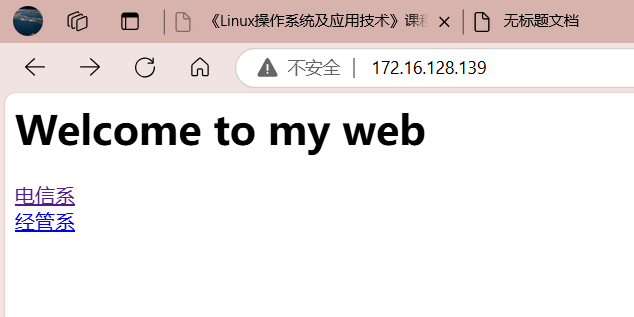 《Linux操作系统及应用技术》课程
无标题文档
不安全
172.16.128.139
Welcome to my web
电信系
经管系